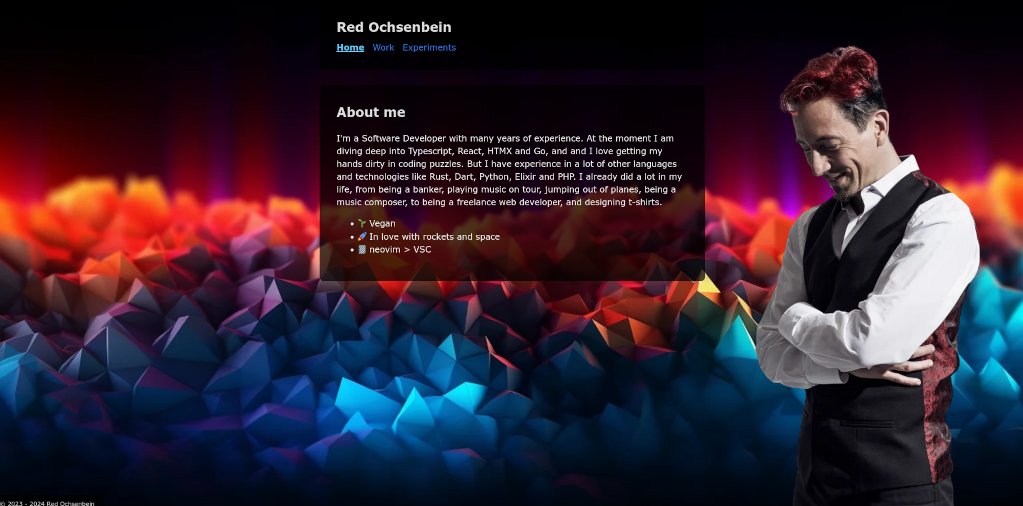 Red Ochsenbein
Home Work Experiments
About me
I'm a Software Developer with many years of experience. At the moment I am
diving deep into Typescript, React, HTMX and Go, and and I love getting my
hands dirty in coding puzzles. But I have experience in a lot of other languages
and technologies like Rust, Dart, Python, Elixir and PHP. I already did a lot in my
life, from being a banker, playing music on tour, jumping out of planes, being a
music composer, to being a freelance web developer, and designing t-shirts.
• 🌱 Vegan
• 🚀 In love with rockets and space
• 🗒 neovim > VSC
© 2023 - 2024 Red Ochsenbein